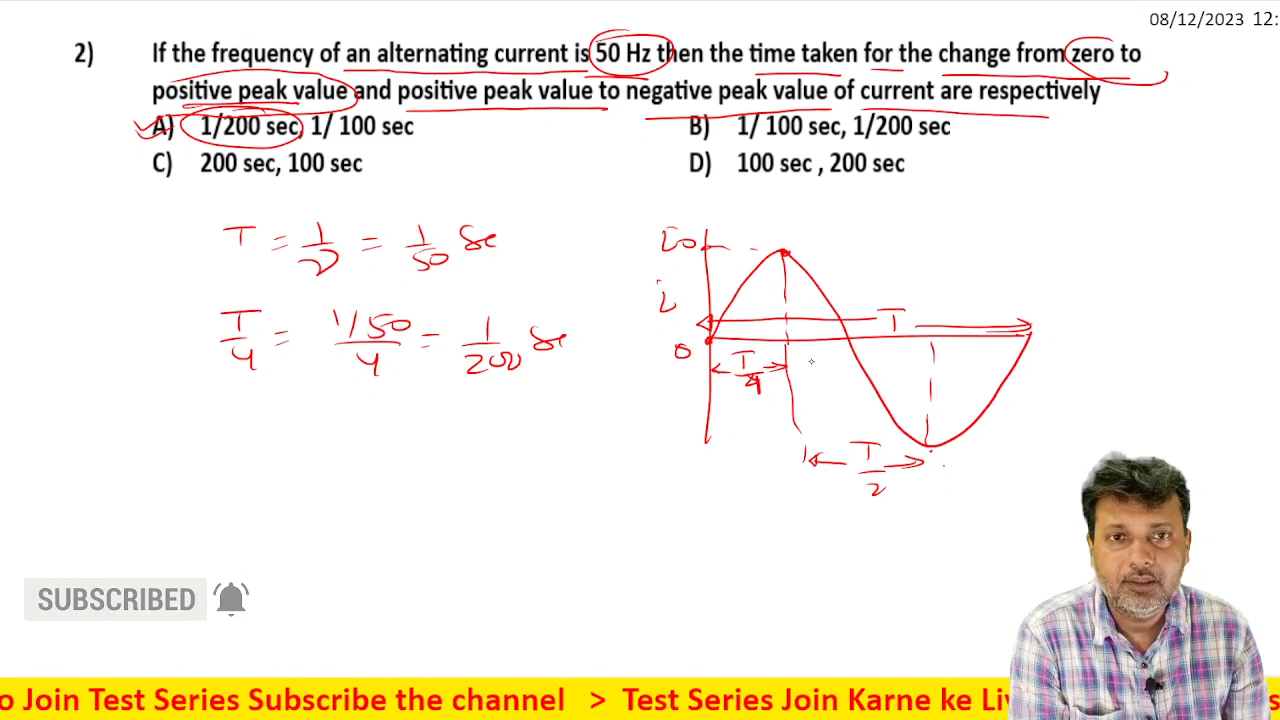 08/12/2023 12:
2) If the frequency of an alternating current is 50 Hz then the time taken for the change from zero to
positive peak value and positive peak value to negative peak value of current are respectively
A) 1/200 sec, 1/ 100 sec B) 1/ 100 sec, 1/200 sec
C) 200 sec, 100 sec D) 100 sec , 200 sec
T = 1/ν = 1/50 Se
T/4 = 1/50/4 = 1/200 Se
I0
i
T
0
T/4
T/2
SUBSCRIBED
o Join Test Series Subscribe the channel > Test Series Join Karne ke Li